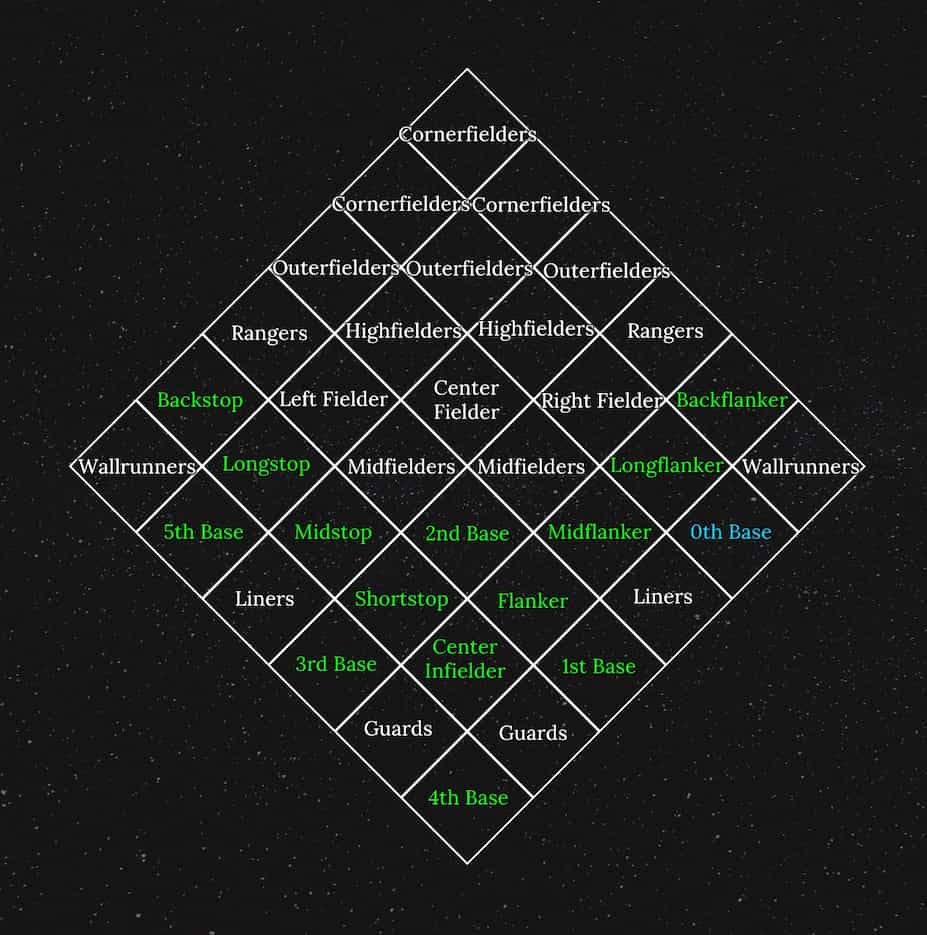 Cornerfielders
Cornerfielders Cornerfielders
Outerfielders Outerfielders Outerfielders
Rangers Highfielders Highfielders Rangers
Backstop Left Fielder Center
Fielder Right Fielder Backflanker
Wallrunners Longstop Midfielders Midfielders Longflanker Wallrunners
5th Base Midstop 2nd Base Midflanker 0th Base
Liners Shortstop Flanker Liners
3rd Base Center
Infielder 1st Base
Guards Guards
4th Base